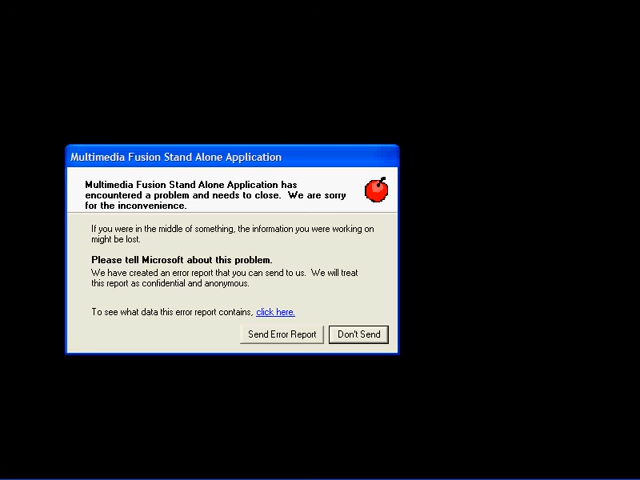 Multimedia Fusion Stand Alone Application
Multimedia Fusion Stand Alone Application has
encountered a problem and needs to close.  We are sorry
for the inconvenience.
If you were in the middle of something, the information you were working on
might be lost.
Please tell Microsoft about this problem.
We have created an error report that you can send to us.  We will treat
this report as confidential and anonymous.
To see what data this error report contains, click here.
Send Error Report
Don't Send